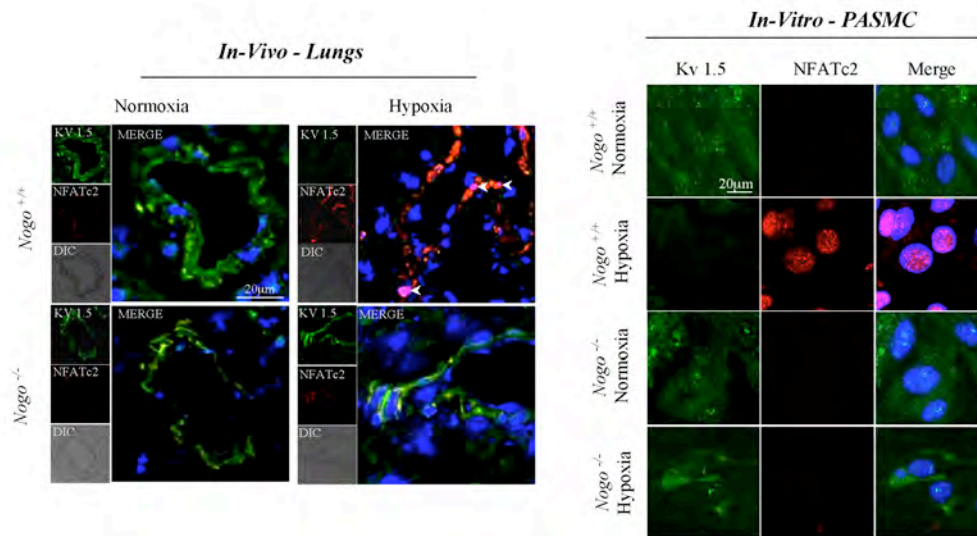 In-Vivo - Lungs
Normoxia
Hypoxia
Nogo +/+
KV 1.5
MERGE
NFATc2
DIC
20µm
KV 1.5
MERGE
NFATc2
DIC
Nogo -/-
KV 1.5
MERGE
NFATc2
DIC
KV 1.5
MERGE
NFATc2
DIC
In-Vitro - PASMC
Kv 1.5
NFATc2
Merge
Nogo +/+
Normoxia
20µm
Nogo +/+
Hypoxia
Nogo -/-
Normoxia
Nogo -/-
Hypoxia